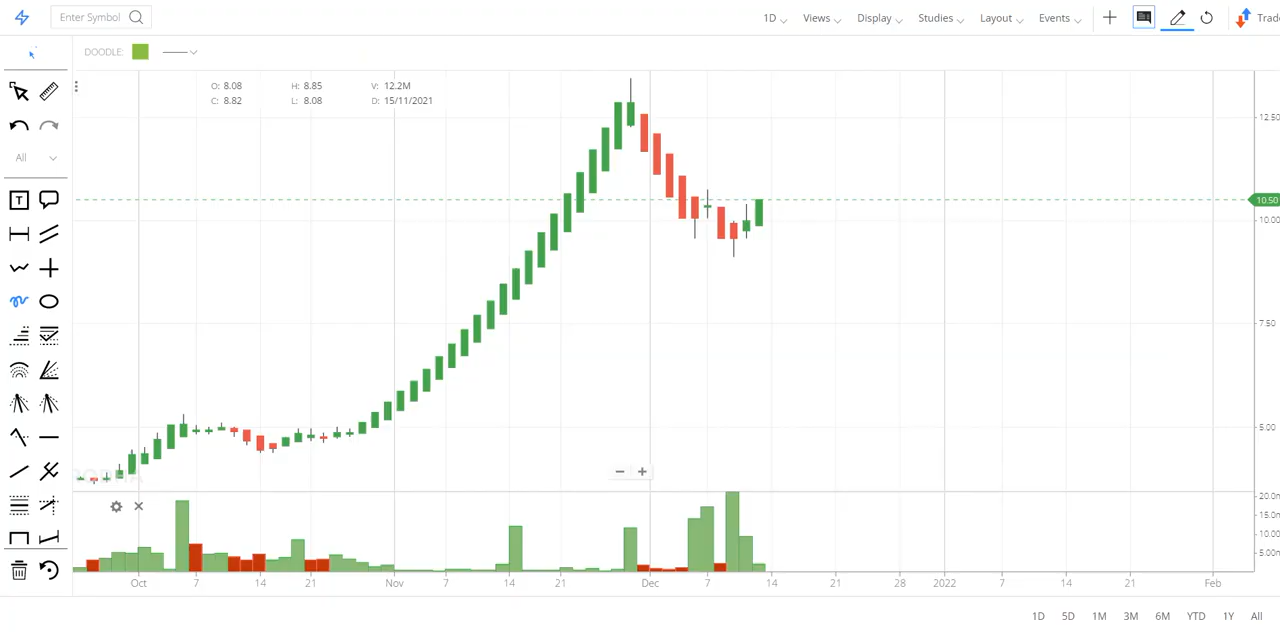 Enter Symbol
1D Views Display Studies Layout Events Trade
DOODLE:
O: 8.08 H: 8.85 V: 12.2M
C: 8.82 L: 8.08 D: 15/11/2021
All
T
12.50
10.50
10.00
7.50
5.00
20.0m
15.0m
10.00
5.00m
Oct 7 14 21 Nov 7 14 21 Dec 7 14 21 28 2022 7 14 21 Feb
1D 5D 1M 3M 6M YTD 1Y All